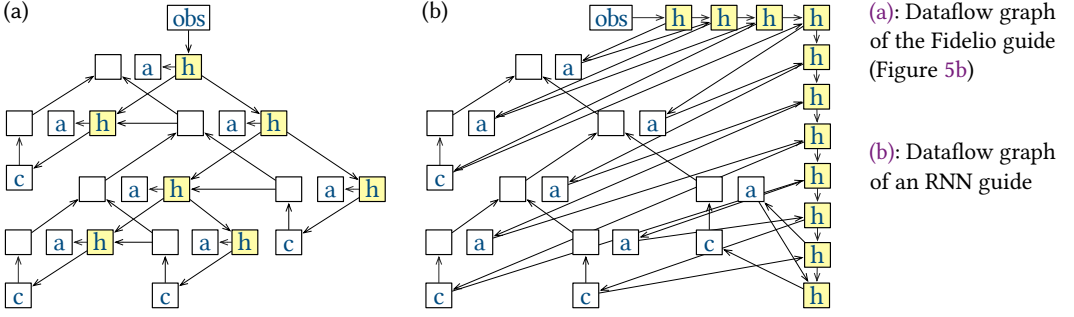 (a)
obs
a h
a h
a h
c
a h
a h
a h
a h
c
c
c
(b)
obs h h h h
a
h
h
a
a
h
c
h
a
a
h
a
a
c
h
h
c
c
h
(a): Dataflow graph
of the Fidelio guide
(Figure 5b)
(b): Dataflow graph
of an RNN guide